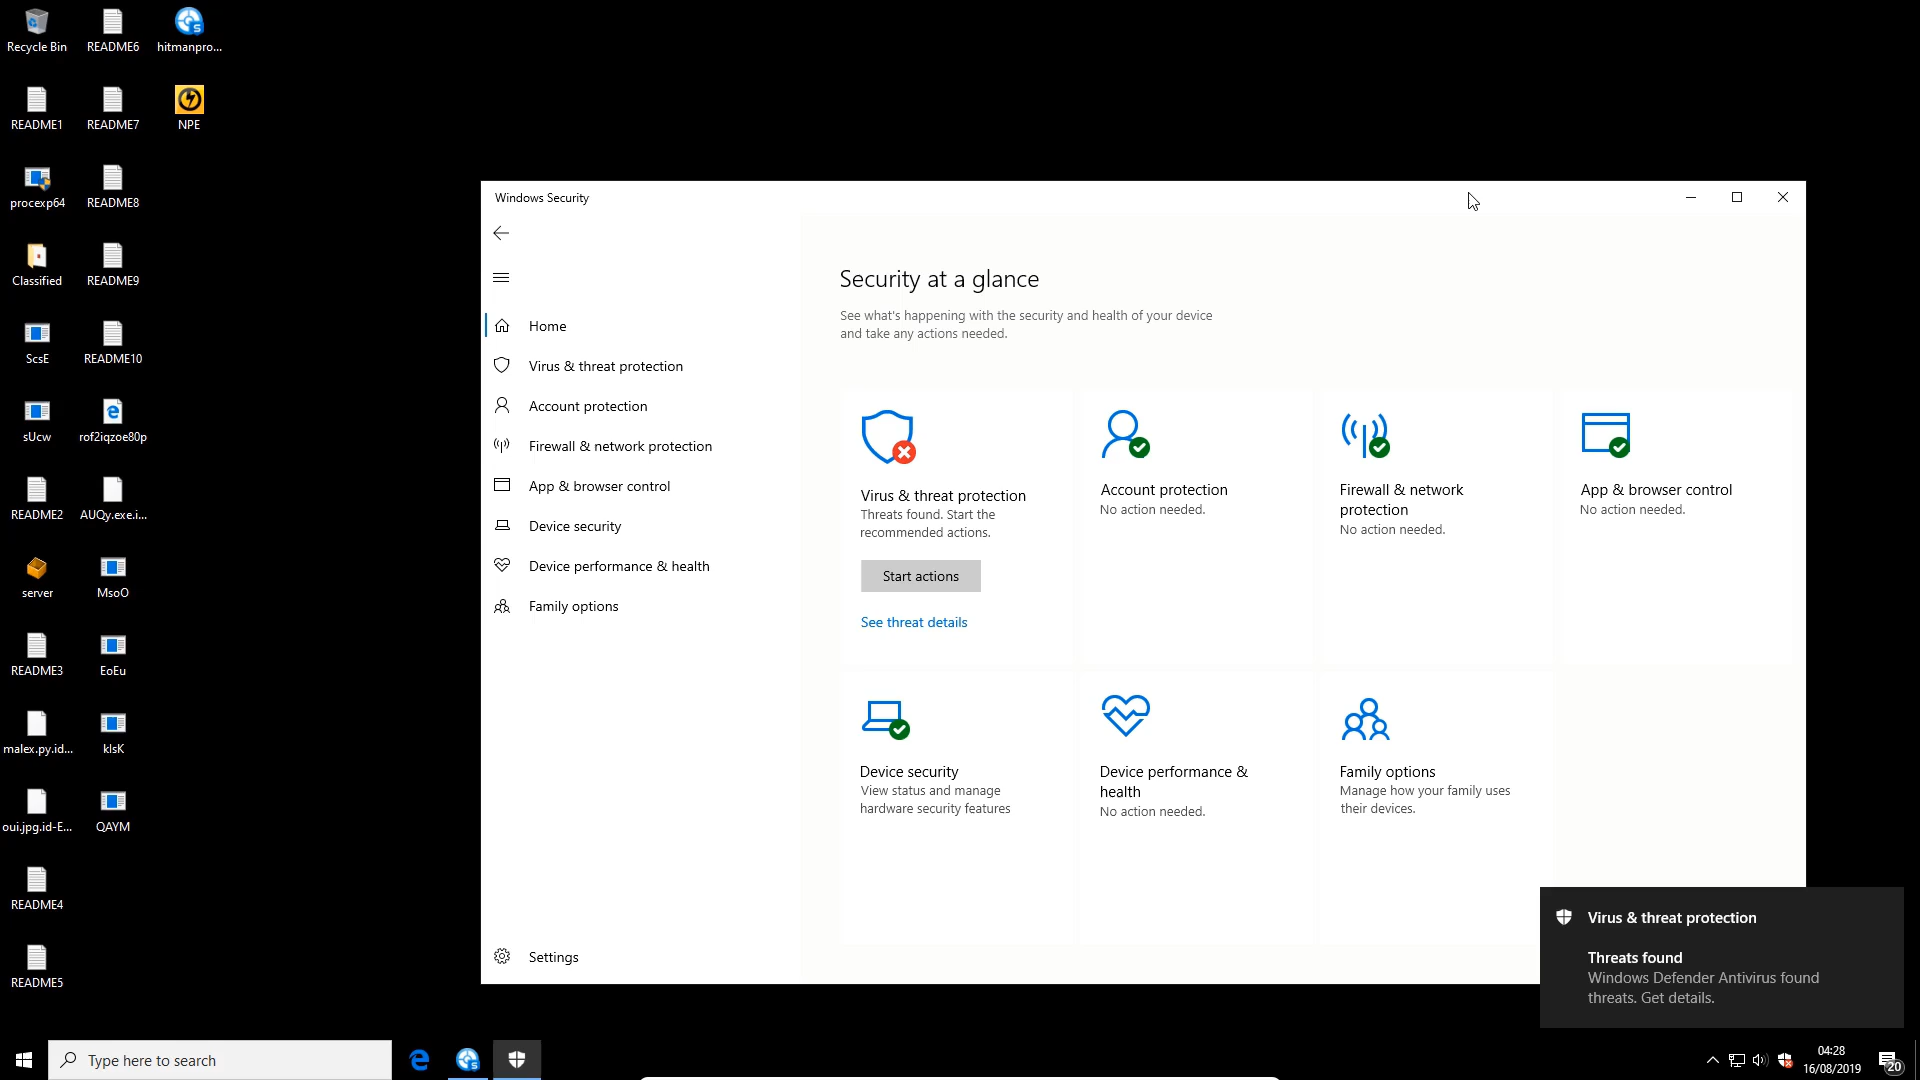 Recycle Bin
README6
hitmanpro...
README1
README7
NPE
procexp64
README8
Classified
README9
ScsE
README10
sUcw
rof2iqzoe80p
README2
AUQy.exe.i...
server
MsoO
README3
EoEu
malex.py.id...
klsK
oui.jpg.id-E...
QAYM
README4
README5
Windows Security
Home
Virus & threat protection
Account protection
Firewall & network protection
App & browser control
Device security
Device performance & health
Family options
Settings
Security at a glance
See what's happening with the security and health of your device
and take any actions needed.
Virus & threat protection
Threats found. Start the
recommended actions.
Start actions
See threat details
Account protection
No action needed.
Firewall & network
protection
No action needed.
App & browser control
No action needed.
Device security
View status and manage
hardware security features
Device performance &
health
No action needed.
Family options
Manage how your family uses
their devices.
Virus & threat protection
Threats found
Windows Defender Antivirus found
threats. Get details.
Type here to search
04:28
16/08/2019
20